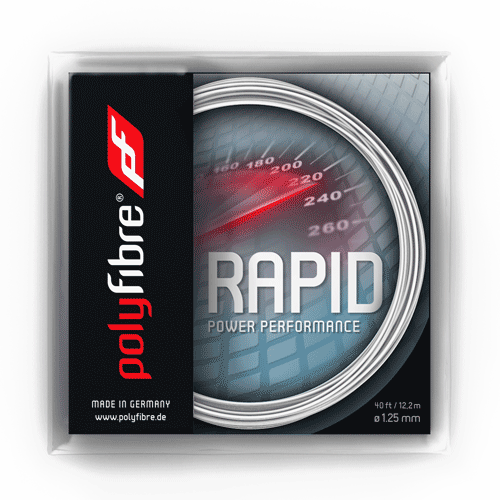 polyfibre®
MADE IN GERMANY
www.polyfibre.de
160 180 200 220 240 260
RAPID
POWER PERFORMANCE
40 ft / 12,2 m
ø 1.25 mm